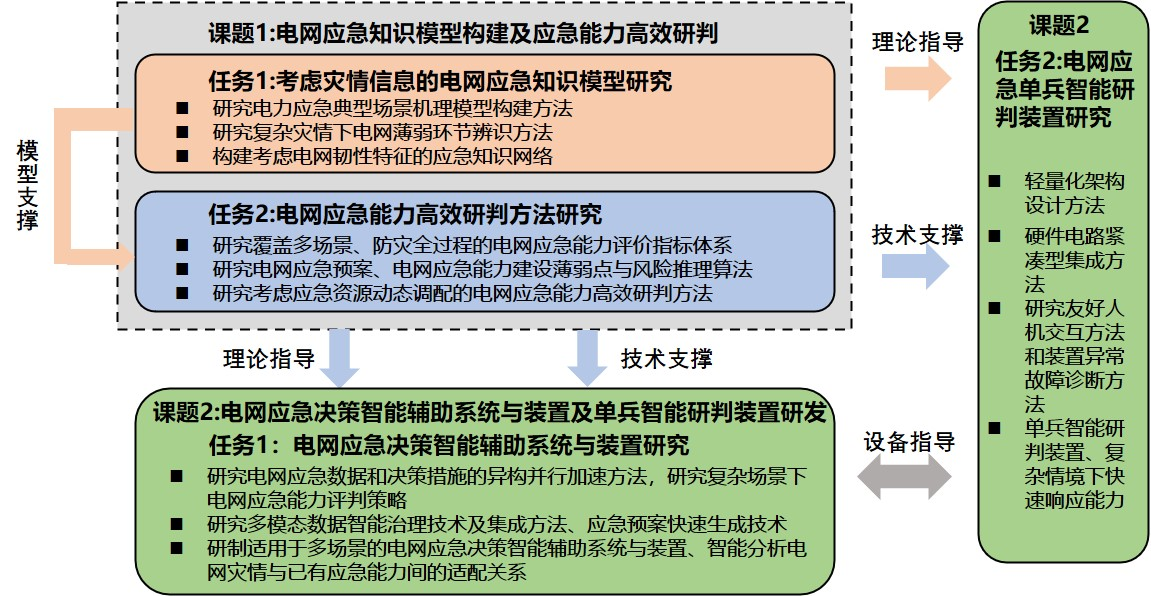 课题1:电网应急知识模型构建及应急能力高效研判
任务1:考虑灾情信息的电网应急知识模型研究
■ 研究电力应急典型场景机理模型构建方法
■ 研究复杂灾情下电网薄弱环节辨识方法
■ 构建考虑电网韧性特征的应急知识网络
模型支撑
任务2:电网应急能力高效研判方法研究
■ 研究覆盖多场景、防灾全过程的电网应急能力评价指标体系
■ 研究电网应急预案、电网应急能力建设薄弱点与风险推理算法
■ 研究考虑应急资源动态调配的电网应急能力高效研判方法
理论指导
技术支撑
理论指导
技术支撑
课题2:电网应急决策智能辅助系统与装置及单兵智能研判装置研发
任务1：电网应急决策智能辅助系统与装置研究
■ 研究电网应急数据和决策措施的异构并行加速方法，研究复杂场景下
电网应急能力评判策略
■ 研究多模态数据智能治理技术及集成方法、应急预案快速生成技术
■ 研制适用于多场景的电网应急决策智能辅助系统与装置、智能分析电
网灾情与已有应急能力间的适配关系
设备指导
课题2
任务2:电网应
急单兵智能研
判装置研究
■ 轻量化架构
设计方法
■ 硬件电路紧
凑型集成方
法
■ 研究友好人
机交互方法
和装置异常
故障诊断方
法
■ 单兵智能研
判装置、复
杂情境下快
速响应能力